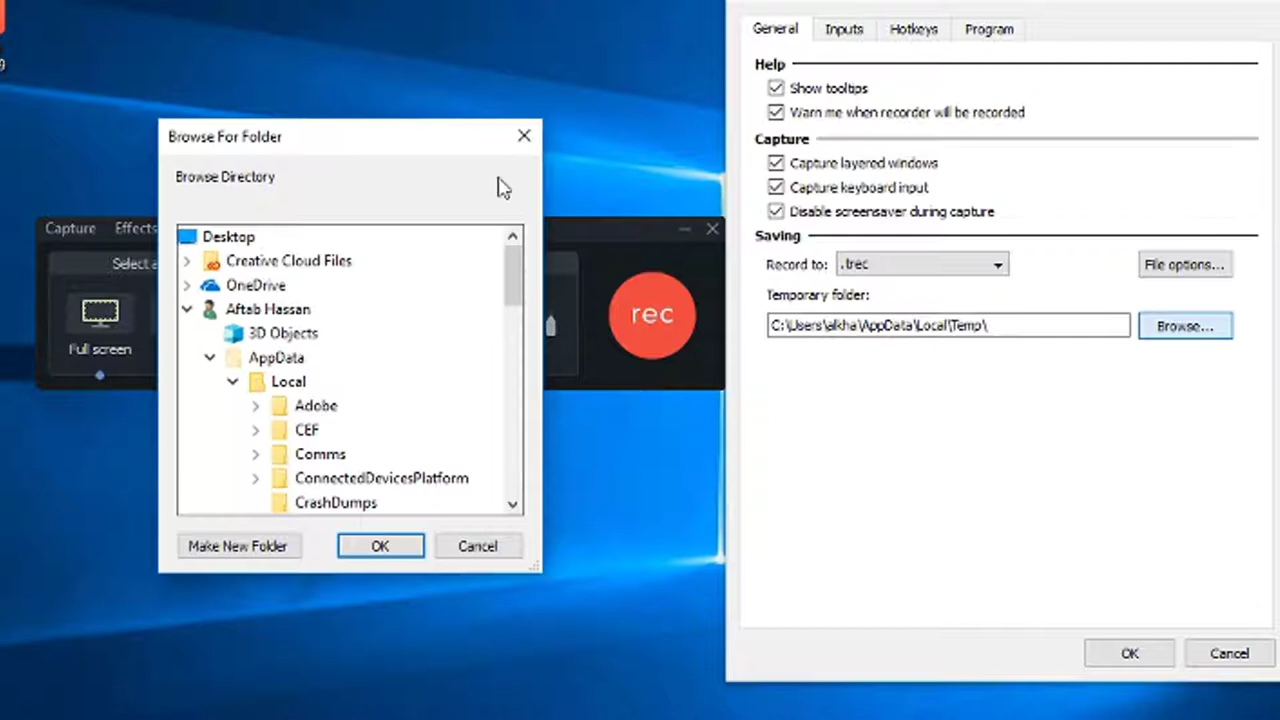 9
Browse For Folder
Browse Directory
Desktop
Creative Cloud Files
OneDrive
Aftab Hassan
3D Objects
AppData
Local
Adobe
CEF
Comms
ConnectedDevicesPlatform
CrashDumps
Make New Folder
OK
Cancel
Capture
Effects
Select a
Full screen
rec
General
Inputs
Hotkeys
Program
Help
Show tooltips
Warn me when recorder will be recorded
Capture
Capture layered windows
Capture keyboard input
Disable screensaver during capture
Saving
Record to:
.trec
File options...
Temporary folder:
C:\Users\alkha\AppData\Local\Temp\
Browse...
OK
Cancel